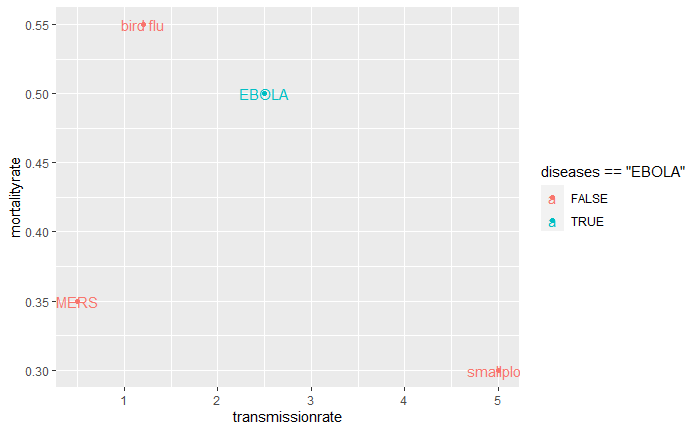 0.55
0.50
0.45
0.40
0.35
0.30
mortalityrate
bird flu
EBOLA
MERS
smallpo
1
2
3
4
5
transmissionrate
diseases == "EBOLA"
a FALSE
a TRUE